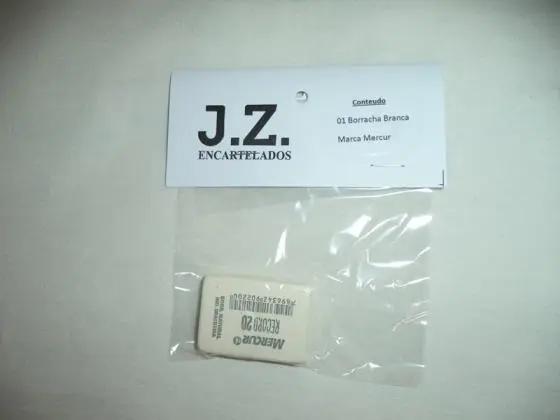 J.Z.
ENCARTELADOS
Conteudo
01 Borracha Branca
Marca Mercur
MERCUR
RECORD 20